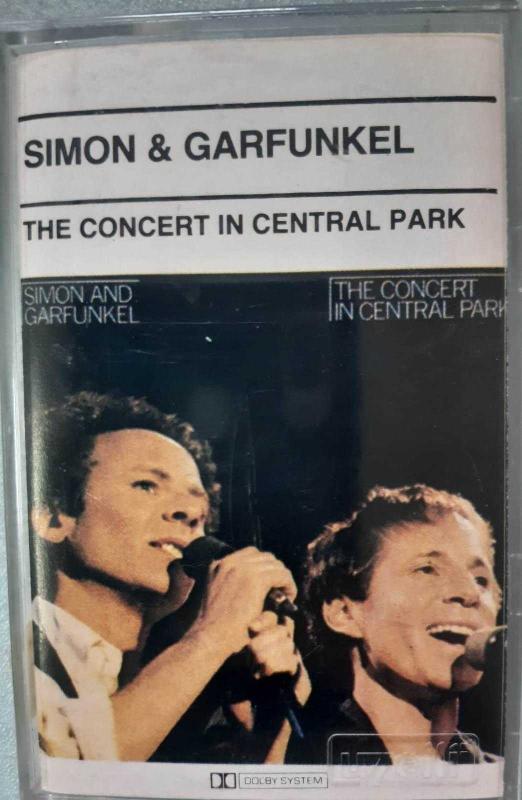 SIMON & GARFUNKEL
THE CONCERT IN CENTRAL PARK
SIMON AND
GARFUNKEL
THE CONCERT
IN CENTRAL PARK
DOLBY SYSTEM